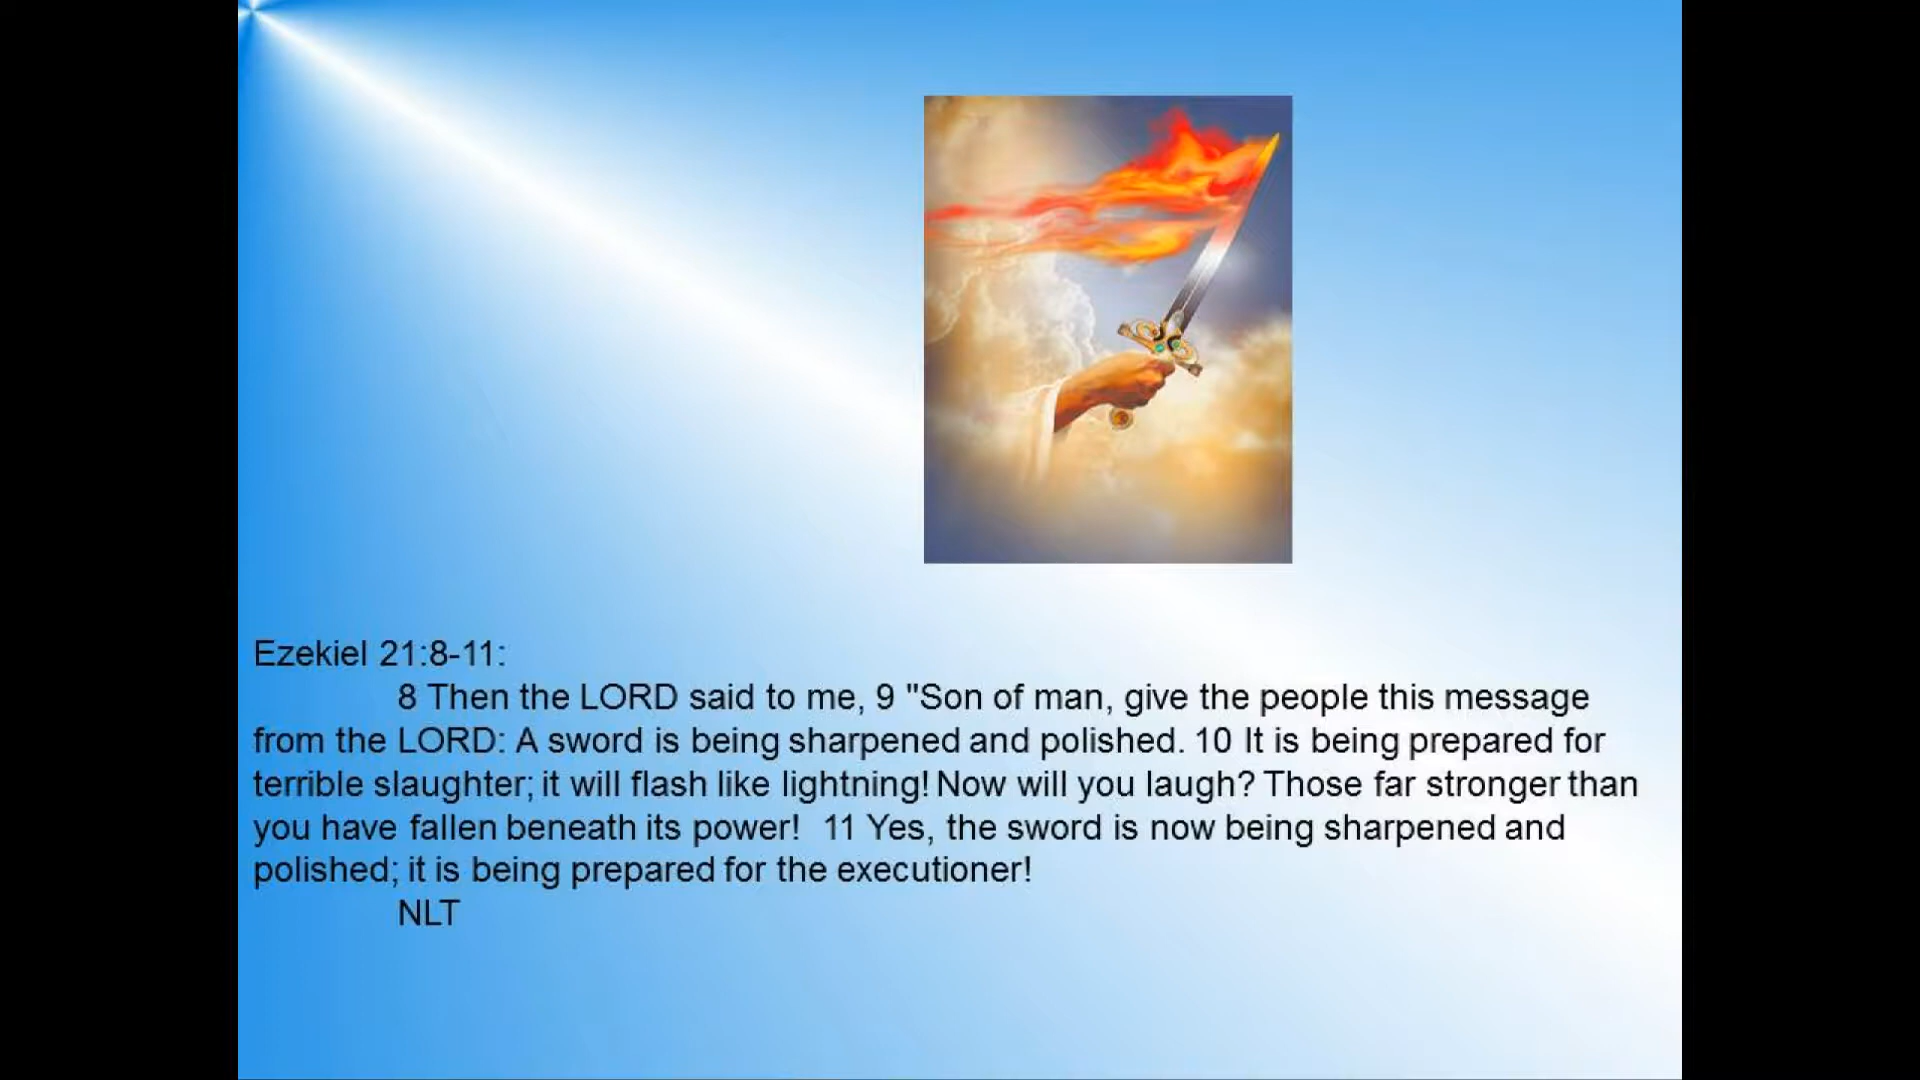 Ezekiel 21:8-11:
8 Then the LORD said to me, 9 "Son of man, give the people this message
from the LORD: A sword is being sharpened and polished. 10 It is being prepared for
terrible slaughter; it will flash like lightning! Now will you laugh? Those far stronger than
you have fallen beneath its power!  11 Yes, the sword is now being sharpened and
polished; it is being prepared for the executioner!
NLT